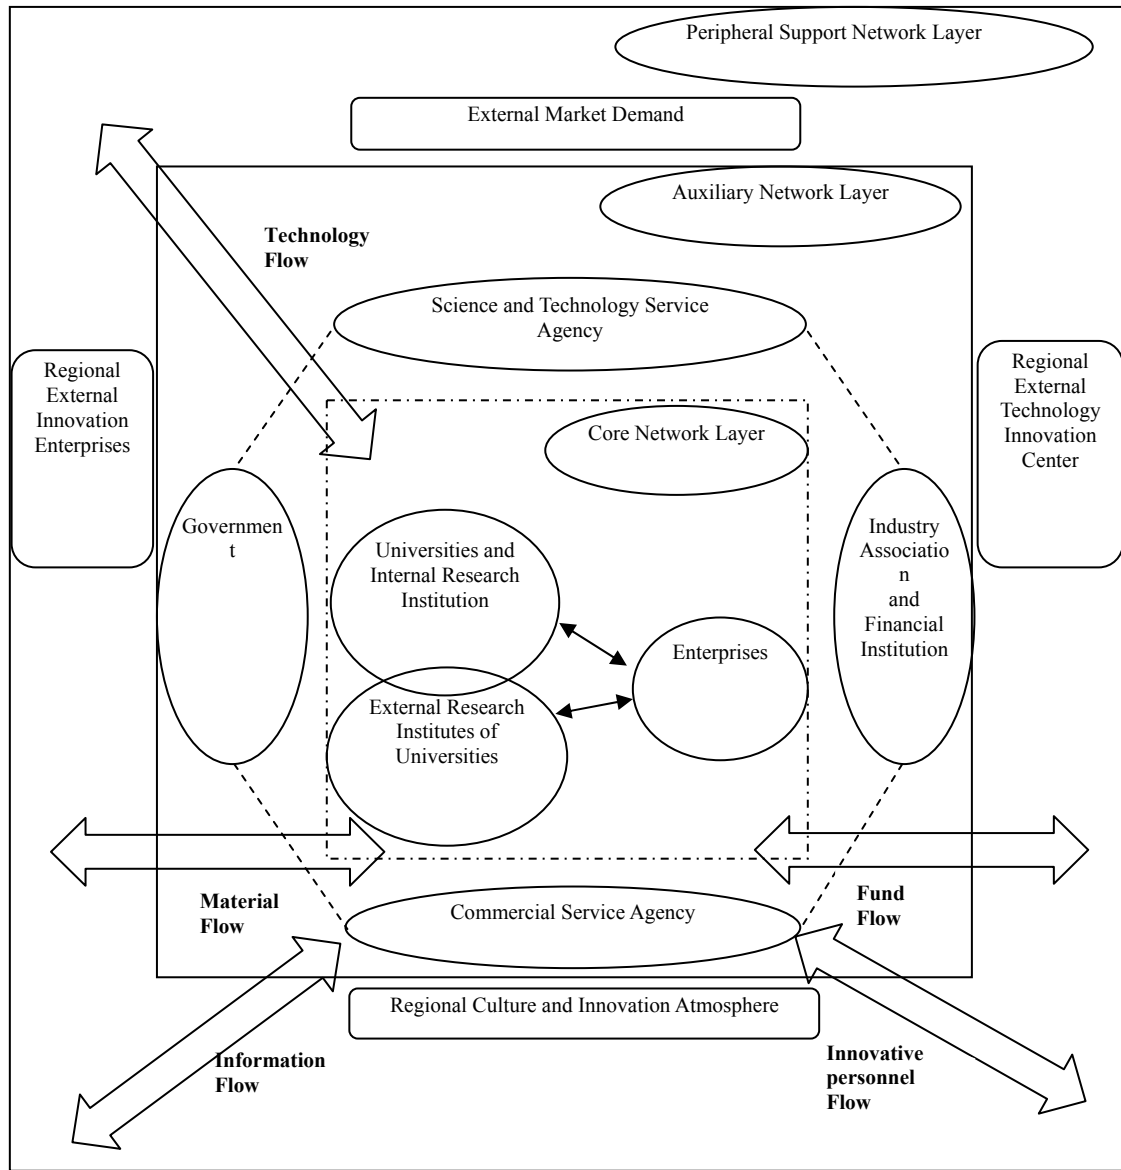 Peripheral Support Network Layer
External Market Demand
Auxiliary Network Layer
Technology
Flow
Science and Technology Service
Agency
Regional
External
Innovation
Enterprises
Regional
External
Technology
Innovation
Center
Core Network Layer
Governmen
t
Universities and
Internal Research
Institution
Industry
Associatio
n
and
Financial
Institution
Enterprises
External Research
Institutes of
Universities
Material
Flow
Fund
Flow
Commercial Service Agency
Regional Culture and Innovation Atmosphere
Information
Flow
Innovative
personnel
Flow